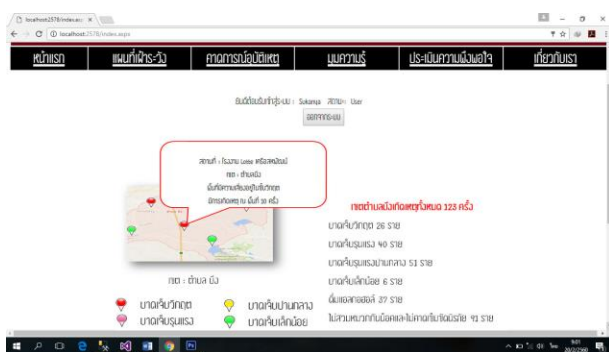 localhost:2578/index.aspx
localhost:2578/index.aspx
หน้าแรก แผนที่เฝ้าระวัง คาดการณ์อุบัติเหตุ มุมความรู้ ประเมินความพึงพอใจ เกี่ยวกับเรา
ยินดีต้อนรับเข้าสู่ระบบ : Sukanya สถานะ: User
ออกจากระบบ
สถานที่ : โรงงาน เครือสหพัฒน์
เขต : ตำบลบึง
พื้นที่มีความเสี่ยงอยู่ในขั้นวิกฤต
มีการเกิดเหตุ ณ พื้นที่ 30 ครั้ง
เขตตำบลบึงเกิดเหตุทั้งหมด 123 ครั้ง
บาดเจ็บวิกฤต 26 ราย
บาดเจ็บรุนแรง 40 ราย
บาดเจ็บรุนแรงปานกลาง 51 ราย
บาดเจ็บเล็กน้อย 6 ราย
ดื่มแอลกอฮอล์ 37 ราย
ไม่สวมหมวกกันน็อคและไม่คาดเข็มขัดนิรภัย 91 ราย
เขต : ตำบล บึง
บาดเจ็บวิกฤต บาดเจ็บปานกลาง
บาดเจ็บรุนแรง บาดเจ็บเล็กน้อย
9:01
20/2/2560